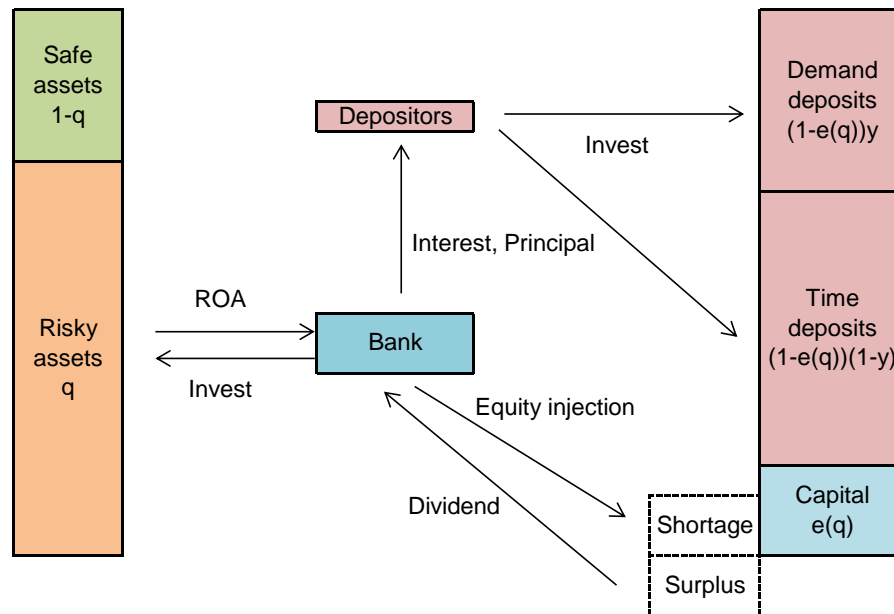 Safe
assets
1-q
Risky
assets
q
ROA
Invest
Depositors
Interest, Principal
Bank
Invest
Equity injection
Dividend
Demand
deposits
(1-e(q))y
Time
deposits
(1-e(q))(1-y)
Capital
e(q)
Shortage
Surplus